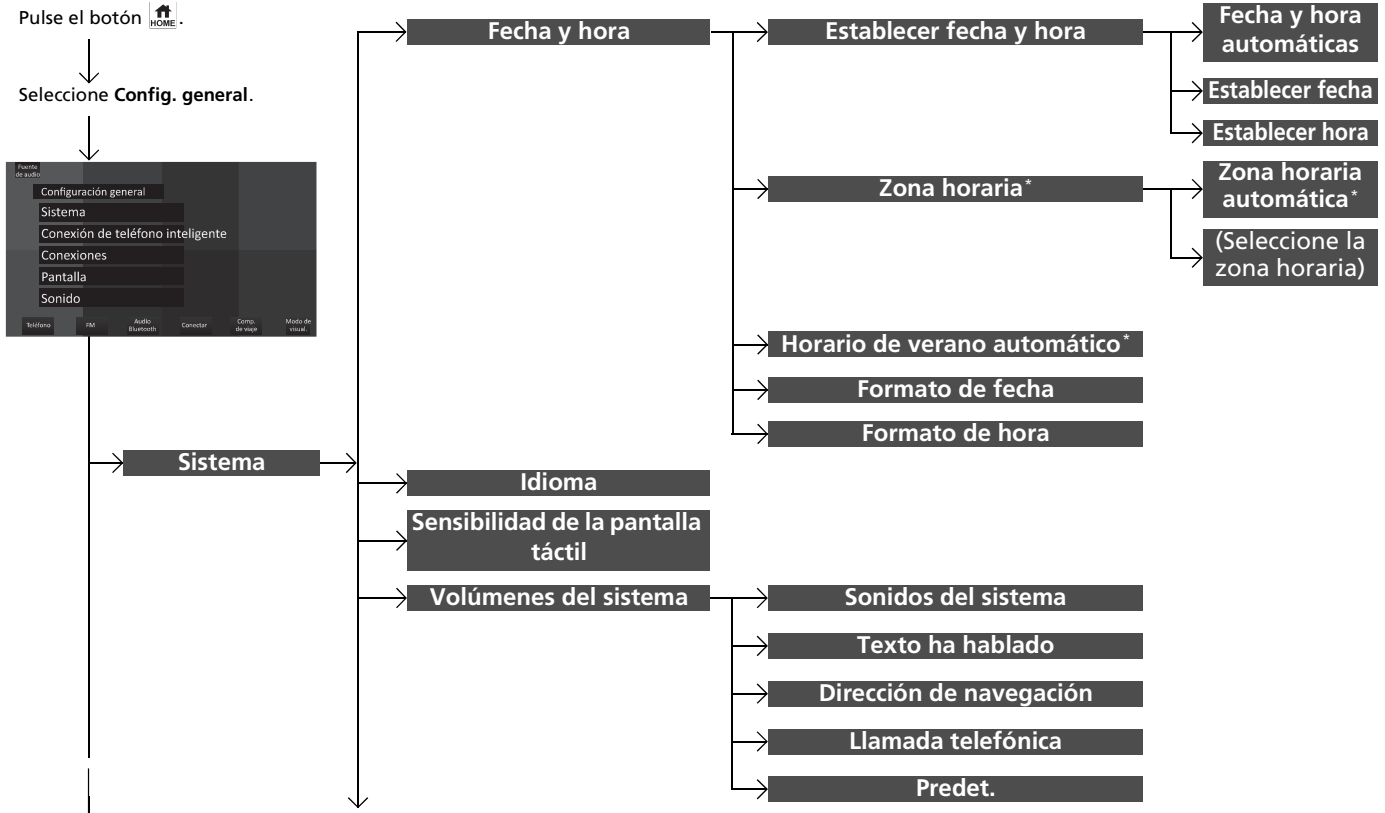 Pulse el botón HOME.
Seleccione Config. general.
Fuente
de audio
Configuración general
Sistema
Conexión de teléfono inteligente
Conexiones
Pantalla
Sonido
Teléfono
FM
Audio
Bluetooth
Conectar
Comp.
de viaje
Modo de
visual.
Sistema
Fecha y hora
Establecer fecha y hora
Fecha y hora
automáticas
Establecer fecha
Establecer hora
Zona horaria*
Zona horaria
automática*
(Seleccione la
zona horaria)
Horario de verano automático*
Formato de fecha
Formato de hora
Idioma
Sensibilidad de la pantalla
táctil
Volúmenes del sistema
Sonidos del sistema
Texto ha hablado
Dirección de navegación
Llamada telefónica
Predet.